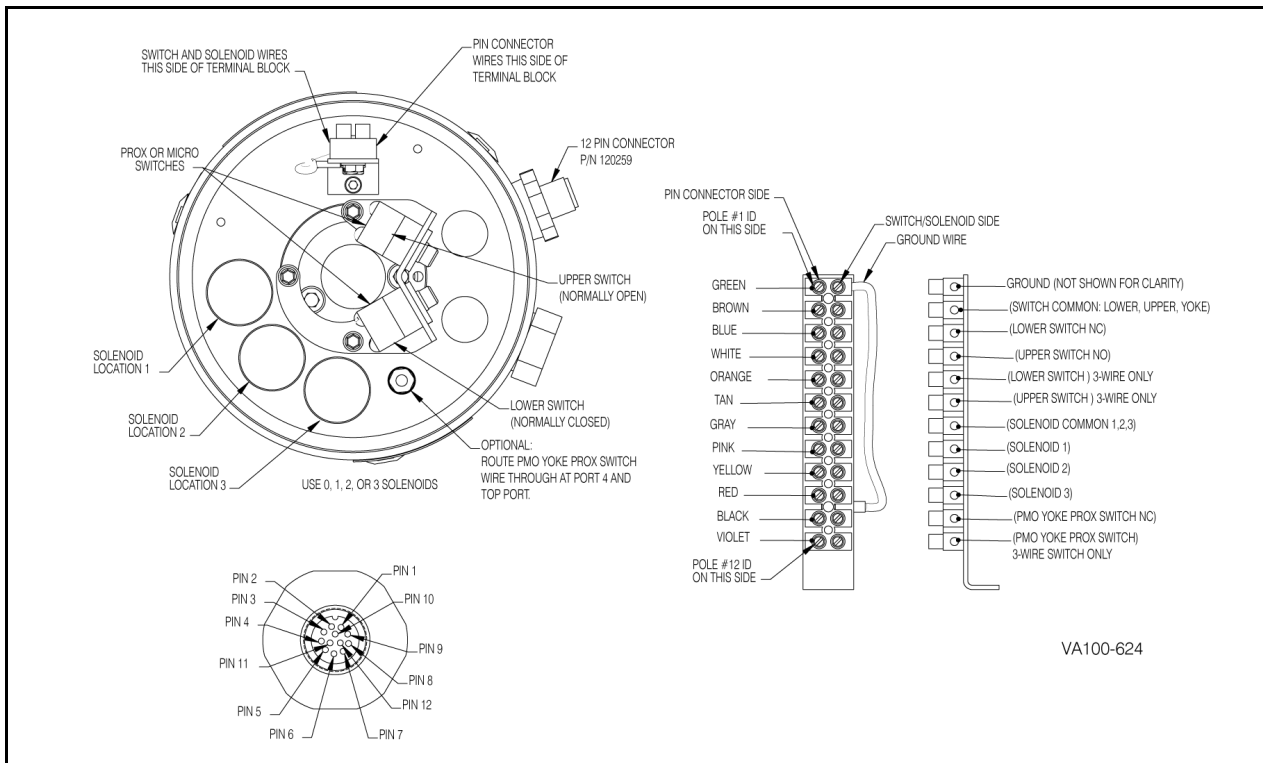 SWITCH AND SOLENOID WIRES
THIS SIDE OF TERMINAL BLOCK
PIN CONNECTOR
WIRES THIS SIDE OF
TERMINAL BLOCK
PROX OR MICRO
SWITCHES
12 PIN CONNECTOR
P/N 120259
UPPER SWITCH
(NORMALLY OPEN)
SOLENOID
LOCATION 1
SOLENOID
LOCATION 2
SOLENOID
LOCATION 3
LOWER SWITCH
(NORMALLY CLOSED)
OPTIONAL:
ROUTE PMO YOKE PROX SWITCH
WIRE THROUGH AT PORT 4 AND
TOP PORT.
USE 0, 1, 2, OR 3 SOLENOIDS
PIN 1
PIN 2
PIN 10
PIN 3
PIN 4
PIN 9
PIN 11
PIN 8
PIN 12
PIN 5
PIN 6
PIN 7
PIN CONNECTOR SIDE
POLE #1 ID
ON THIS SIDE
SWITCH/SOLENOID SIDE
GROUND WIRE
GREEN
BROWN
BLUE
WHITE
ORANGE
TAN
GRAY
PINK
YELLOW
RED
BLACK
VIOLET
POLE #12 ID
ON THIS SIDE
GROUND (NOT SHOWN FOR CLARITY)
(SWITCH COMMON: LOWER, UPPER, YOKE)
(LOWER SWITCH NC)
(UPPER SWITCH NO)
(LOWER SWITCH ) 3-WIRE ONLY
(UPPER SWITCH ) 3-WIRE ONLY
(SOLENOID COMMON 1,2,3)
(SOLENOID 1)
(SOLENOID 2)
(SOLENOID 3)
(PMO YOKE PROX SWITCH NC)
(PMO YOKE PROX SWITCH)
3-WIRE SWITCH ONLY
VA100-624